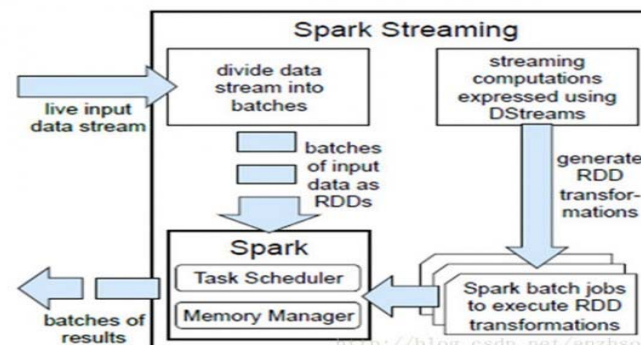 Spark Streaming
divide data
stream into
batches
streaming
computations
expressed using
DStreams
live input
data stream
batches
of input
data as
RDDs
generate
RDD
transfor-
mations
Spark
Task Scheduler
Memory Manager
Spark batch jobs
to execute RDD
transformations
batches of
results